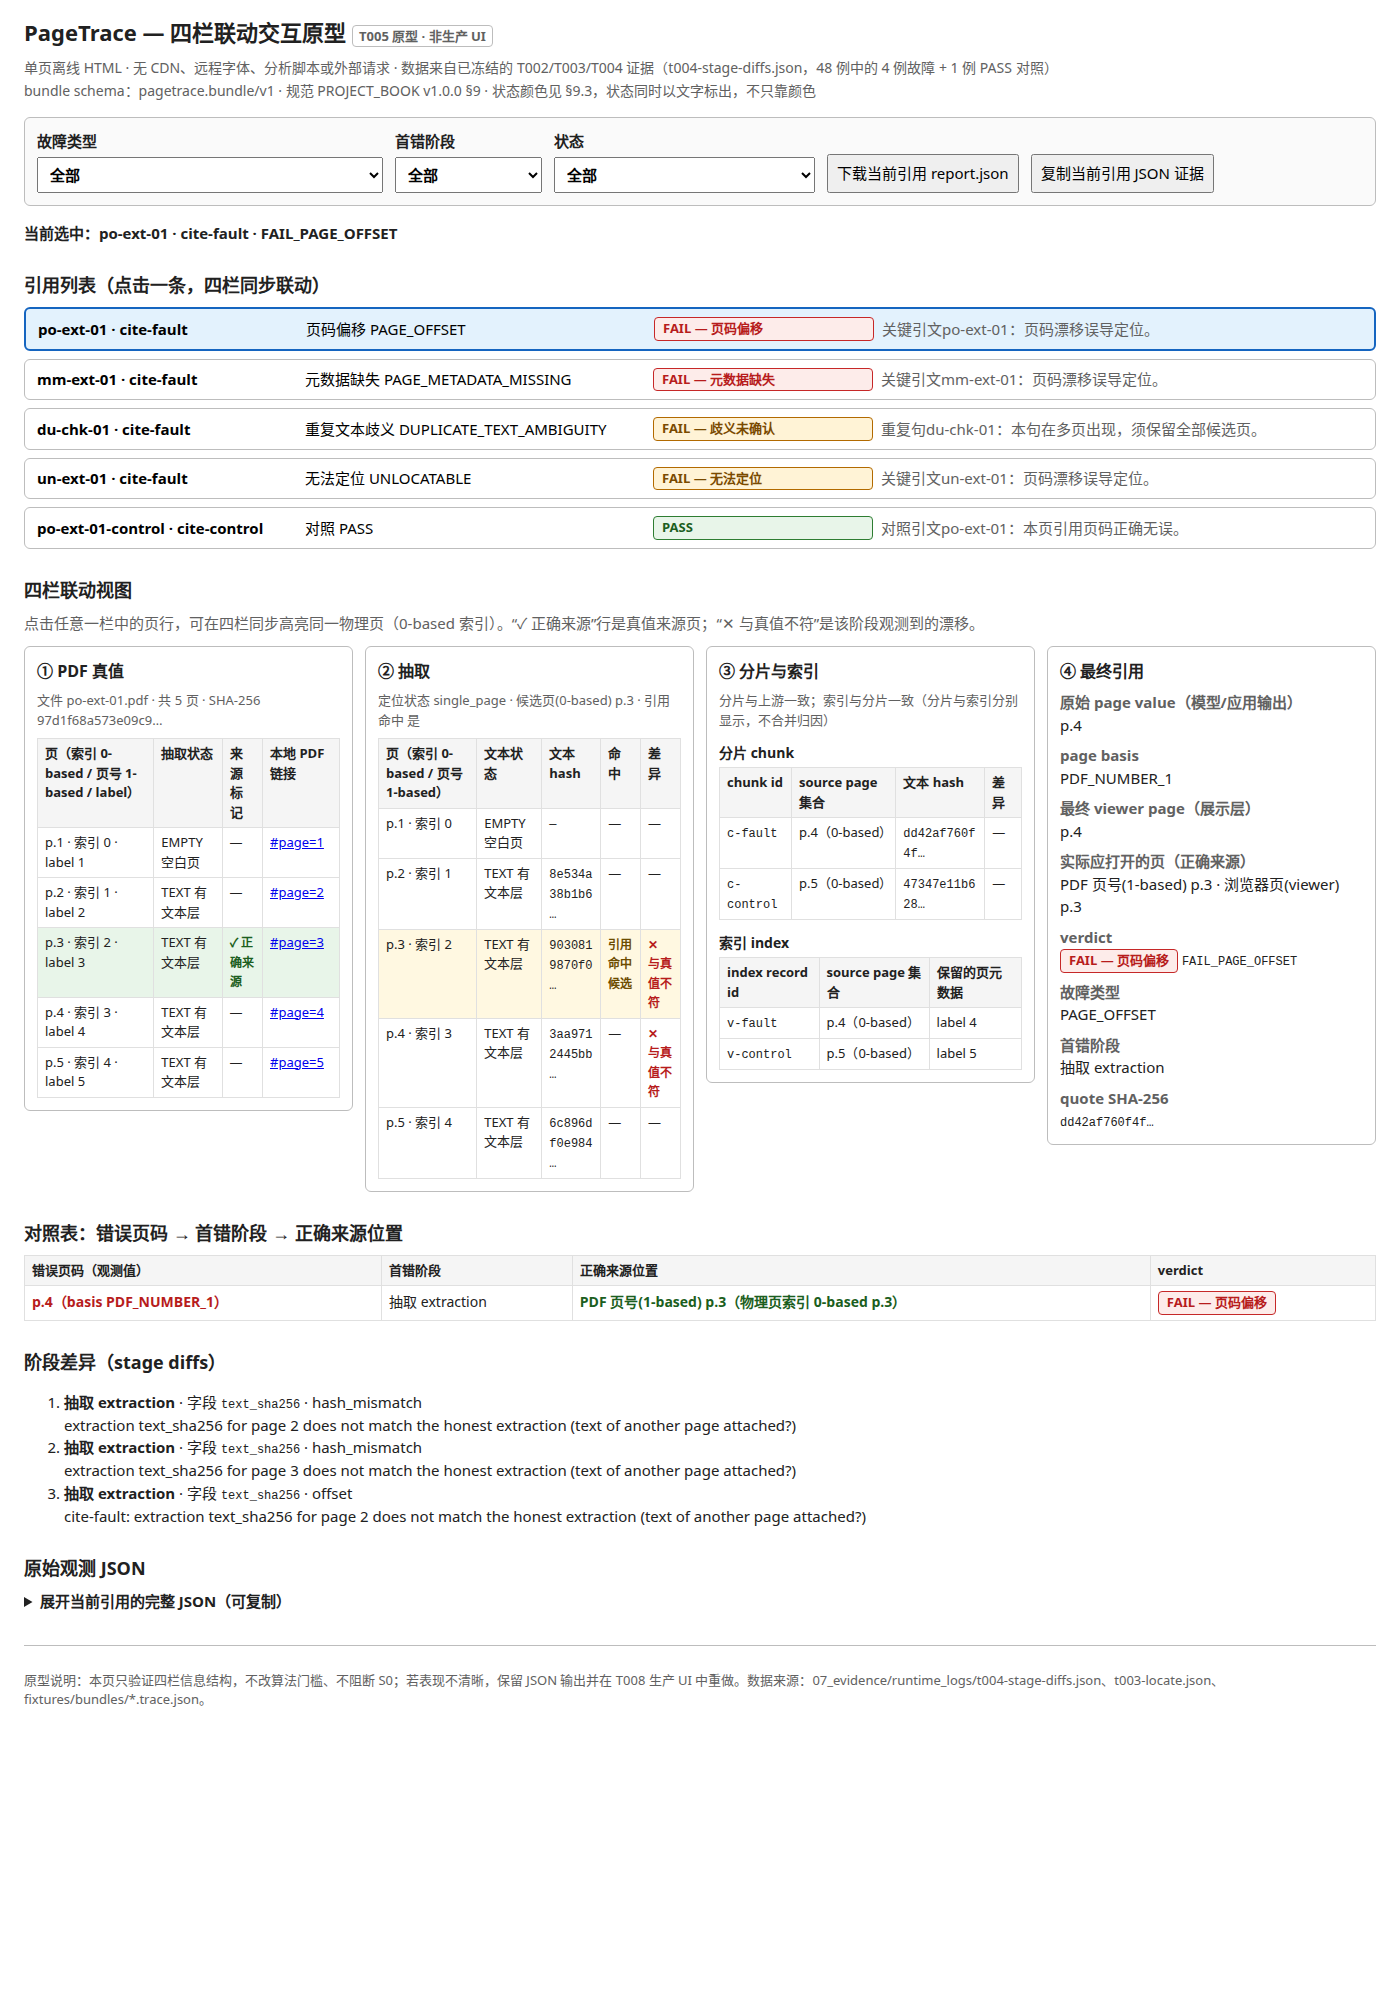 PageTrace — 四栏联动交互原型 T005 原型 · 非生产 UI
单页离线 HTML · 无 CDN、远程字体、分析脚本或外部请求 · 数据来自已冻结的 T002/T003/T004 证据（t004-stage-diffs.json，48 例中的 4 例故障 + 1 例 PASS 对照）
bundle schema：pagetrace.bundle/v1 · 规范 PROJECT_BOOK v1.0.0 §9 · 状态颜色见 §9.3，状态同时以文字标出，不只靠颜色
故障类型 首错阶段 状态
全部 全部 全部 下载当前引用 report.json 复制当前引用 JSON 证据
当前选中：po-ext-01 · cite-fault · FAIL_PAGE_OFFSET
引用列表（点击一条，四栏同步联动）
po-ext-01 · cite-fault 页码偏移 PAGE_OFFSET FAIL — 页码偏移 关键引文po-ext-01：页码漂移误导定位。
mm-ext-01 · cite-fault 元数据缺失 PAGE_METADATA_MISSING FAIL — 元数据缺失 关键引文mm-ext-01：页码漂移误导定位。
du-chk-01 · cite-fault 重复文本歧义 DUPLICATE_TEXT_AMBIGUITY FAIL — 歧义未确认 重复句du-chk-01：本句在多页出现，须保留全部候选页。
un-ext-01 · cite-fault 无法定位 UNLOCATABLE FAIL — 无法定位 关键引文un-ext-01：页码漂移误导定位。
po-ext-01-control · cite-control 对照 PASS PASS 对照引文po-ext-01：本页引用页码正确无误。
四栏联动视图
点击任意一栏中的页行，可在四栏同步高亮同一物理页（0-based 索引）。“✓ 正确来源”行是真值来源页；“✕ 与真值不符”是该阶段观测到的漂移。
① PDF 真值
文件 po-ext-01.pdf · 共 5 页 · SHA-256
97d1f68a573e09c9…
页（索引 0-based / 页号 1-based / label） 抽取状态 来源标记 本地 PDF 链接
p.1 · 索引 0 · label 1 EMPTY 空白页 — #page=1
p.2 · 索引 1 · label 2 TEXT 有文本层 — #page=2
p.3 · 索引 2 · label 3 TEXT 有文本层 ✓ 正确来源 #page=3
p.4 · 索引 3 · label 4 TEXT 有文本层 — #page=4
p.5 · 索引 4 · label 5 TEXT 有文本层 — #page=5
② 抽取
定位状态 single_page · 候选页(0-based) p.3 · 引用
命中 是
页（索引 0-based / 页号 1-based） 文本状态 文本 hash 命中 差异
p.1 · 索引 0 EMPTY 空白页 — — —
p.2 · 索引 1 TEXT 有文本层 8e534a38b1b6… — —
p.3 · 索引 2 TEXT 有文本层 9030819870f0… 引用命中候选 ✕ 与真值不符
p.4 · 索引 3 TEXT 有文本层 3aa9712445bb… — ✕ 与真值不符
p.5 · 索引 4 TEXT 有文本层 6c896df0e984… — —
③ 分片与索引
分片与上游一致；索引与分片一致（分片与索引分别
显示，不合并归因）
分片 chunk
chunk id source page 集合 文本 hash 差异
c-fault p.4（0-based） dd42af760f4f… —
c-control p.5（0-based） 47347e11b628… —
索引 index
index record id source page 集合 保留的页元数据
v-fault p.4（0-based） label 4
v-control p.5（0-based） label 5
④ 最终引用
原始 page value（模型/应用输出）
p.4
page basis
PDF_NUMBER_1
最终 viewer page（展示层）
p.4
实际应打开的页（正确来源）
PDF 页号(1-based) p.3 · 浏览器页(viewer)
p.3
verdict
FAIL — 页码偏移 FAIL_PAGE_OFFSET
故障类型
PAGE_OFFSET
首错阶段
抽取 extraction
quote SHA-256
dd42af760f4f…
对照表：错误页码 → 首错阶段 → 正确来源位置
错误页码（观测值） 首错阶段 正确来源位置 verdict
p.4（basis PDF_NUMBER_1） 抽取 extraction PDF 页号(1-based) p.3（物理页索引 0-based p.3） FAIL — 页码偏移
阶段差异（stage diffs）
1. 抽取 extraction · 字段 text_sha256 · hash_mismatch
extraction text_sha256 for page 2 does not match the honest extraction (text of another page attached?)
2. 抽取 extraction · 字段 text_sha256 · hash_mismatch
extraction text_sha256 for page 3 does not match the honest extraction (text of another page attached?)
3. 抽取 extraction · 字段 text_sha256 · offset
cite-fault: extraction text_sha256 for page 2 does not match the honest extraction (text of another page attached?)
原始观测 JSON
▶ 展开当前引用的完整 JSON（可复制）
原型说明：本页只验证四栏信息结构，不改算法门槛、不阻断 S0；若表现不清晰，保留 JSON 输出并在 T008 生产 UI 中重做。数据来源：07_evidence/runtime_logs/t004-stage-diffs.json、t003-locate.json、
fixtures/bundles/*.trace.json。